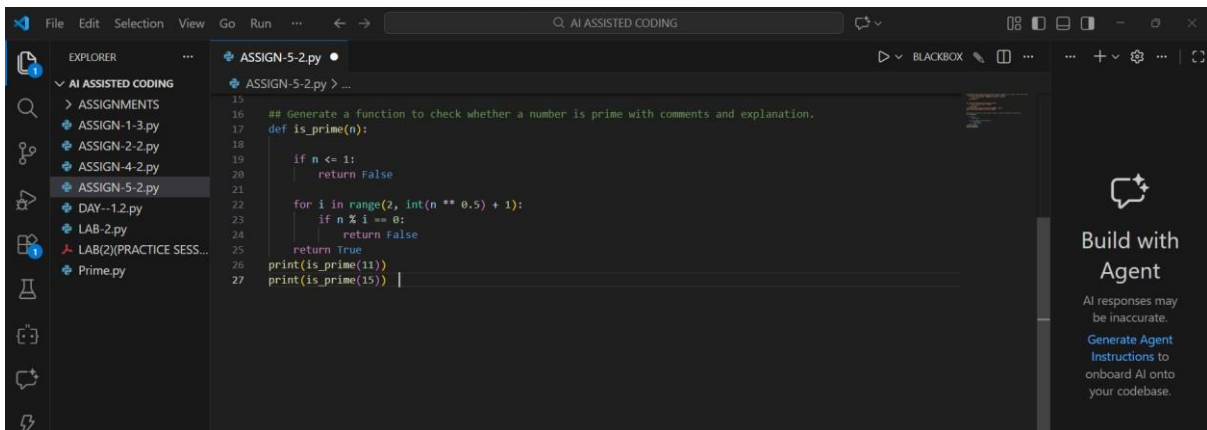 File Edit Selection View Go Run ... AI ASSISTED CODING
EXPLORER ...
AI ASSISTED CODING
ASSIGNMENTS
ASSIGN-1-3.py
ASSIGN-2-2.py
ASSIGN-4-2.py
ASSIGN-5-2.py
DAY--1.2.py
LAB-2.py
LAB(2)(PRACTICE SESS...
Prime.py
ASSIGN-5-2.py
BLACKBOX
ASSIGN-5-2.py > ...
15
16 ## Generate a function to check whether a number is prime with comments and explanation.
17 def is_prime(n):
18
19 if n <= 1:
20 return False
21
22 for i in range(2, int(n ** 0.5) + 1):
23 if n % i == 0:
24 return False
25 return True
26 print(is_prime(11))
27 print(is_prime(15))
Build with
Agent
AI responses may
be inaccurate.
Generate Agent
Instructions to
onboard AI onto
your codebase.
1
1